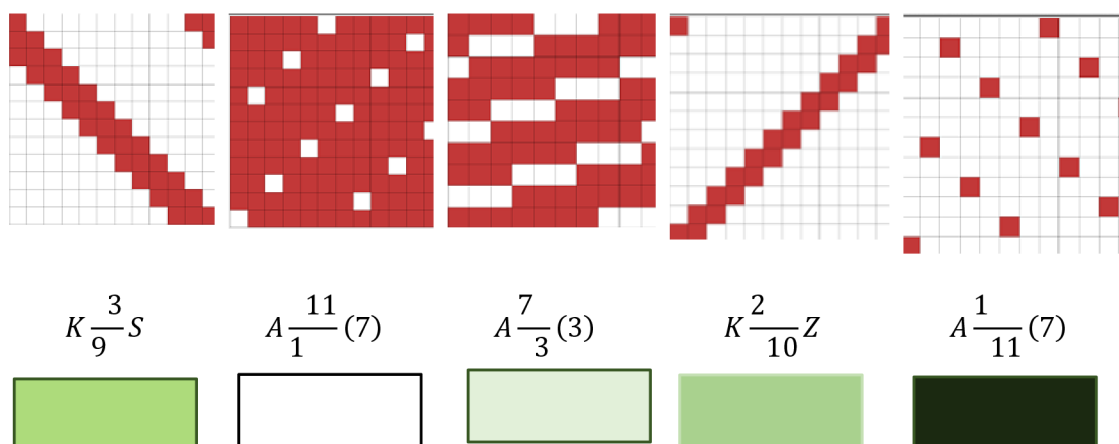 K 3/9 S
A 11/1 (7)
A 7/3 (3)
K 2/10 Z
A 1/11 (7)